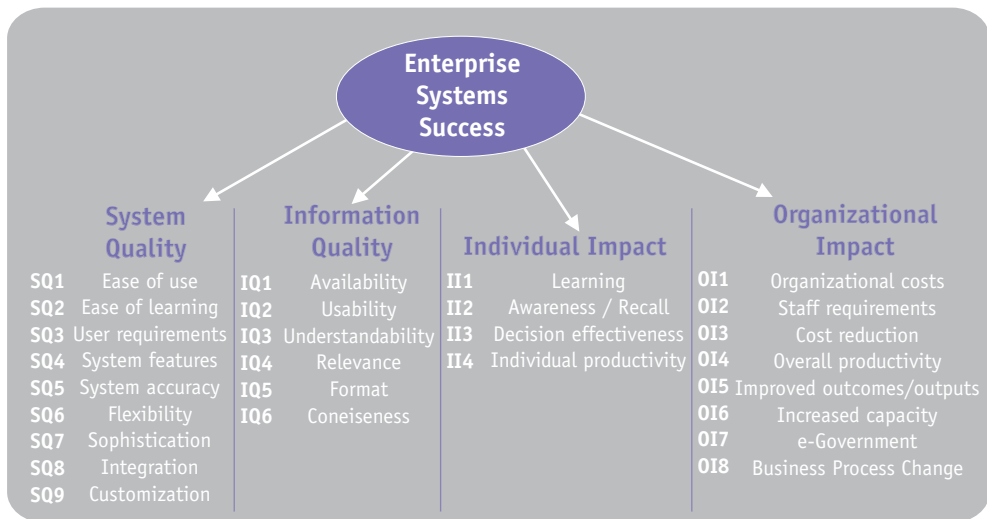 Enterprise
Systems
Success
System
Quality
SQ1 Ease of use
SQ2 Ease of learning
SQ3 User requirements
SQ4 System features
SQ5 System accuracy
SQ6 Flexibility
SQ7 Sophistication
SQ8 Integration
SQ9 Customization
Information
Quality
IQ1 Availability
IQ2 Usability
IQ3 Understandability
IQ4 Relevance
IQ5 Format
IQ6 Coneiseness
Individual Impact
II1 Learning
II2 Awareness / Recall
II3 Decision effectiveness
II4 Individual productivity
Organizational
Impact
OI1 Organizational costs
OI2 Staff requirements
OI3 Cost reduction
OI4 Overall productivity
OI5 Improved outcomes/outputs
OI6 Increased capacity
OI7 e-Government
OI8 Business Process Change